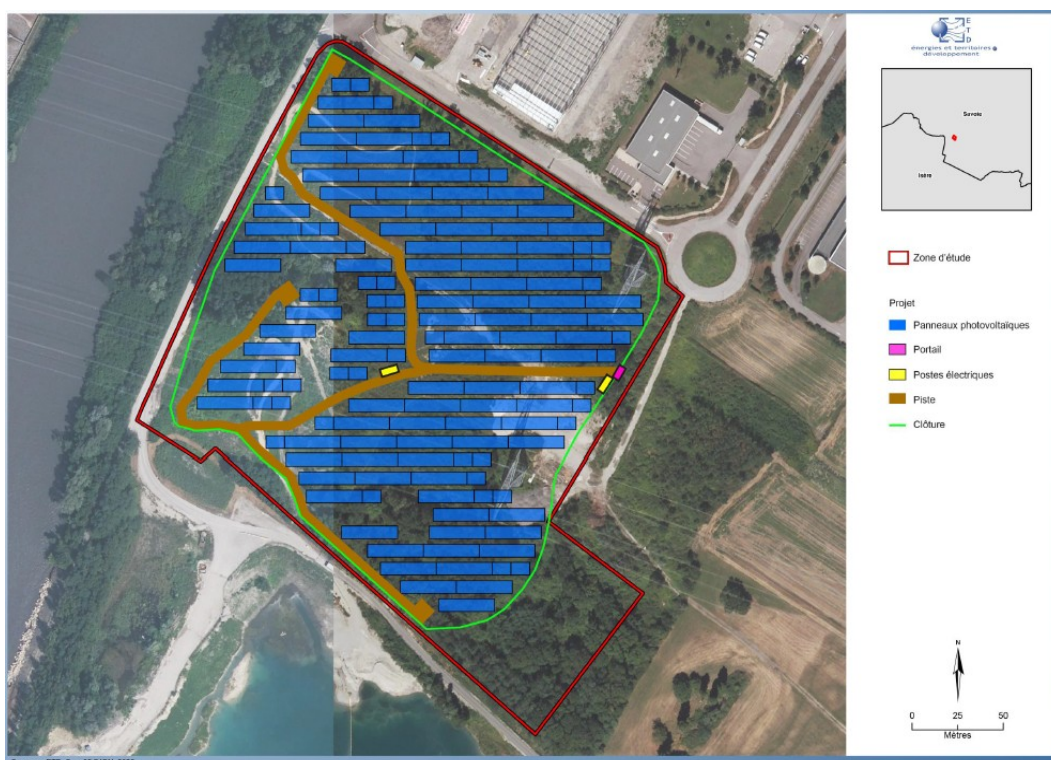 E
T
D
énergies et territoires
développement
Savoie
Isère
Zone d'étude
Projet
Panneaux photovoltaïques
Portail
Postes électriques
Piste
Clôture
N
0 25 50
Mètres